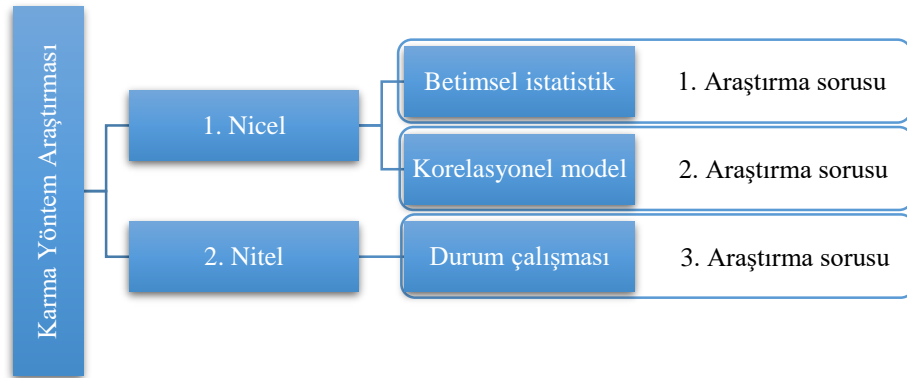 Karma Yöntem Araştırması
1. Nicel
Betimsel istatistik
1. Araştırma sorusu
Korelasyonel model
2. Araştırma sorusu
2. Nitel
Durum çalışması
3. Araştırma sorusu